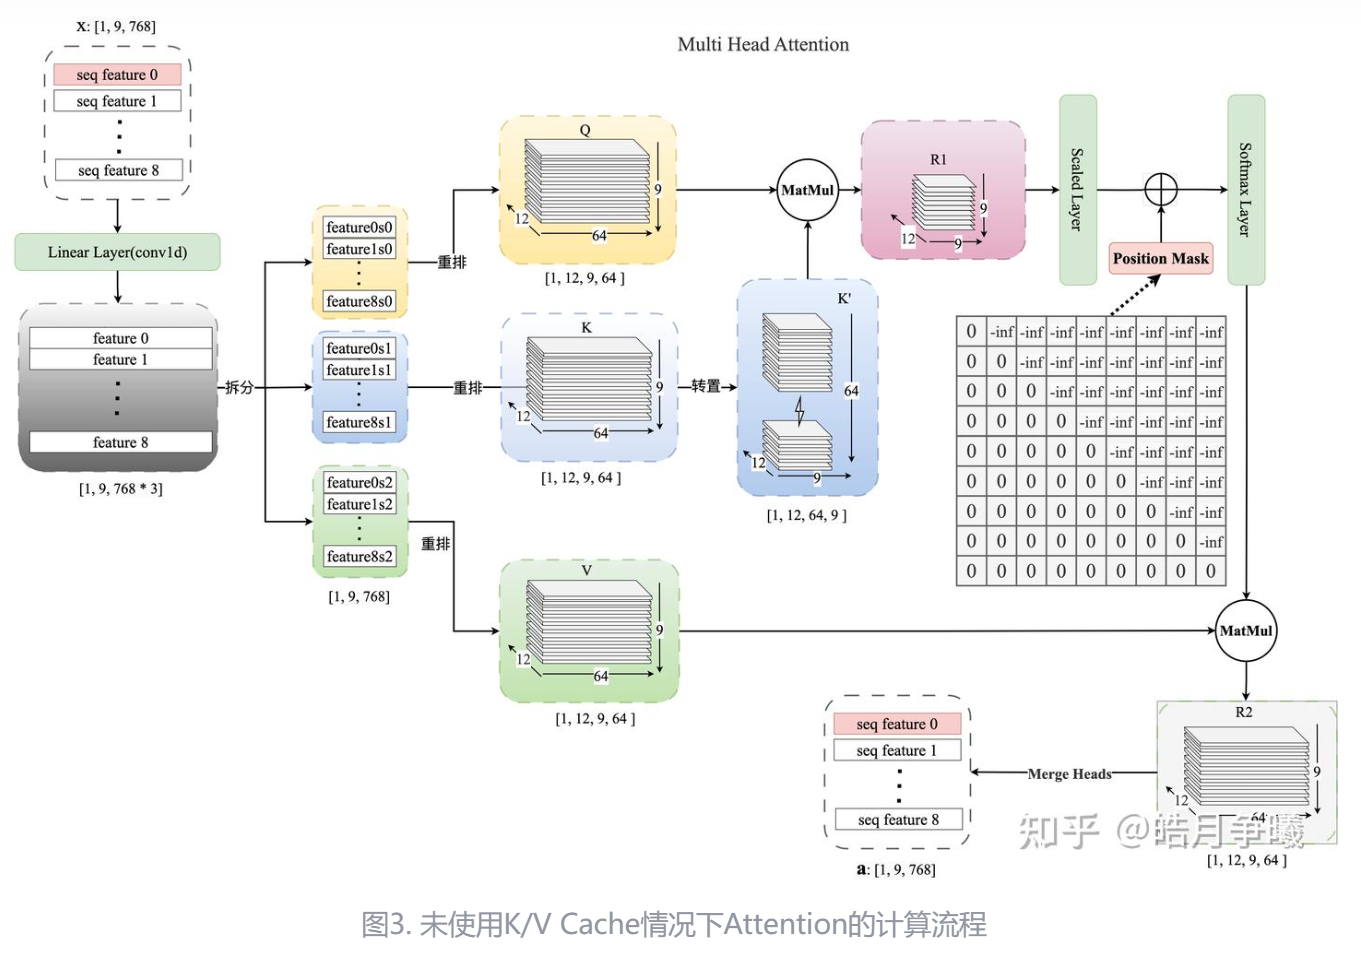 x: [1, 9, 768]
seq feature 0
seq feature 1
seq feature 8
Linear Layer(conv1d)
feature 0
feature 1
feature 8
[1, 9, 768 * 3]
拆分
feature0s0
feature1s0
feature8s0
feature0s1
feature1s1
feature8s1
feature0s2
feature1s2
feature8s2
[1, 9, 768]
重排
重排
重排
Multi Head Attention
Q
9
12
64
[1, 12, 9, 64 ]
K
9
12
64
[1, 12, 9, 64 ]
转置
K'
64
12
9
[1, 12, 64, 9 ]
V
9
12
64
[1, 12, 9, 64 ]
MatMul
R1
9
12
9
Scaled Layer
Position Mask
Softmax Layer
0 -inf -inf -inf -inf -inf -inf -inf -inf
0 0 -inf -inf -inf -inf -inf -inf -inf
0 0 0 -inf -inf -inf -inf -inf -inf
0 0 0 0 -inf -inf -inf -inf -inf
0 0 0 0 0 -inf -inf -inf -inf
0 0 0 0 0 0 -inf -inf -inf
0 0 0 0 0 0 0 -inf -inf
0 0 0 0 0 0 0 0 -inf
0 0 0 0 0 0 0 0 0
MatMul
R2
9
12
64
[1, 12, 9, 64 ]
Merge Heads
seq feature 0
seq feature 1
seq feature 8
a: [1, 9, 768]
知乎 @皓月争曦
图3. 未使用K/V Cache情况下Attention的计算流程